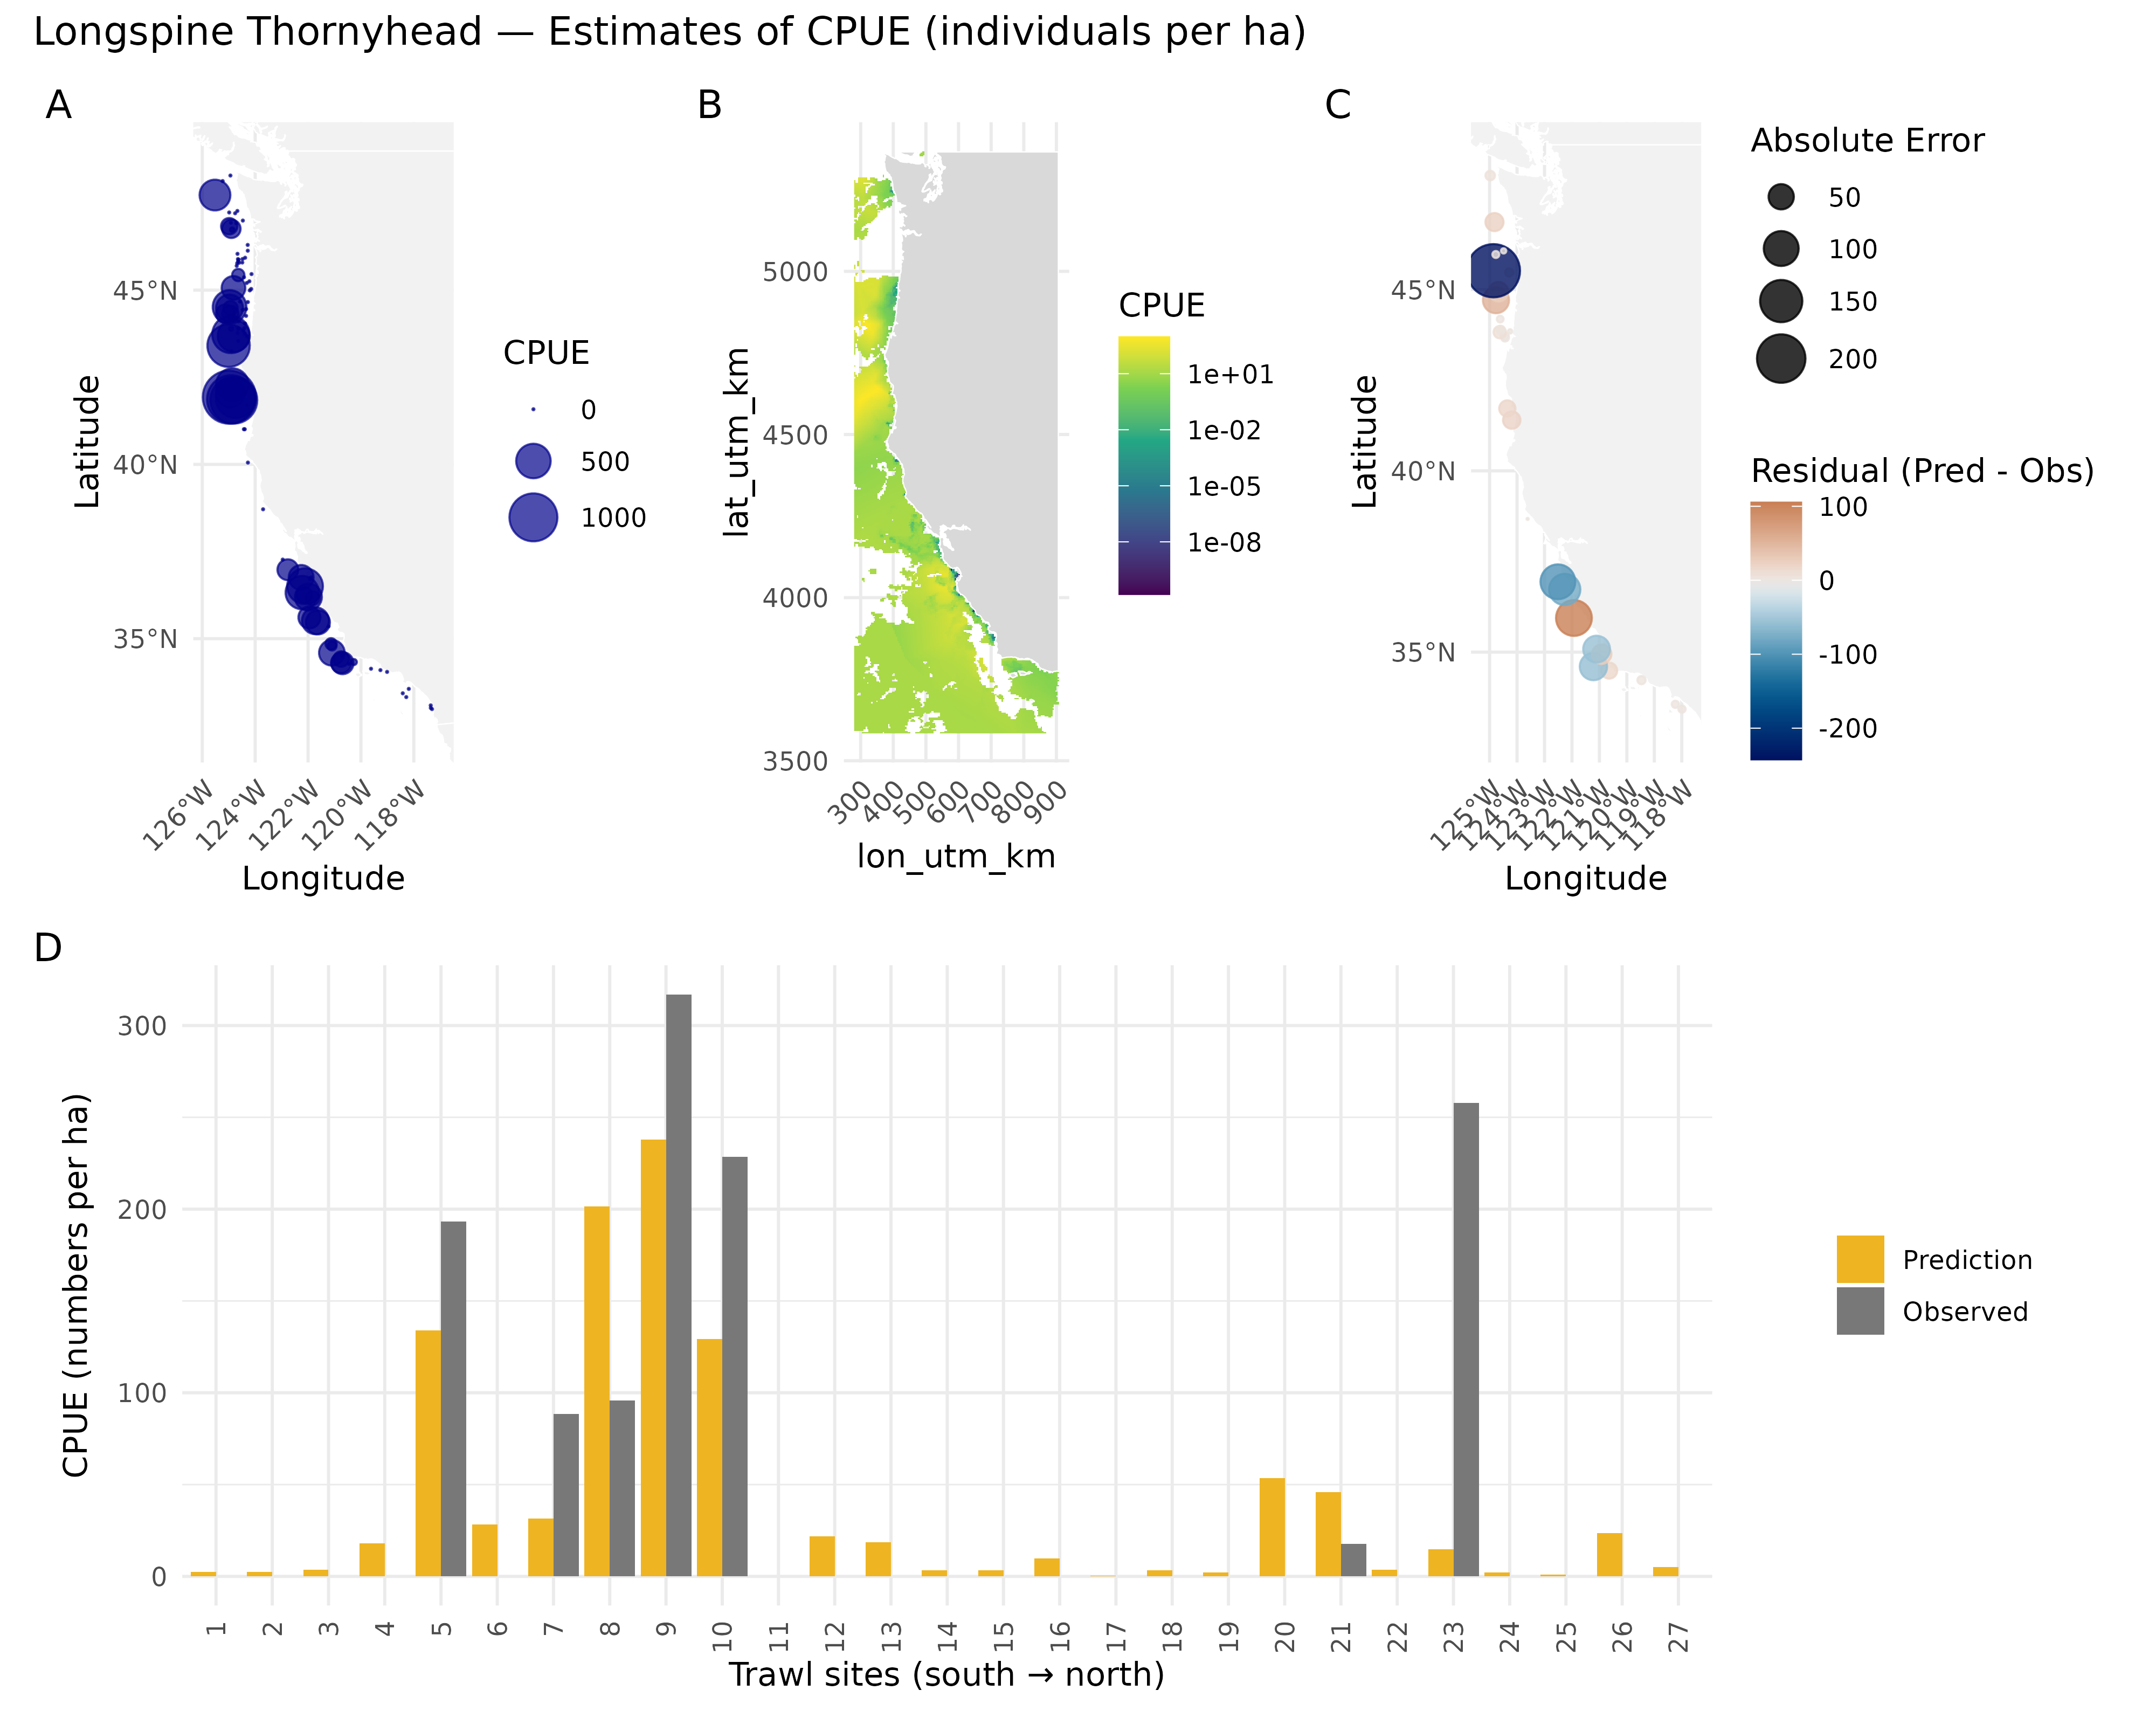 Longspine Thornyhead — Estimates of CPUE (individuals per ha)
A
Latitude
45°N
40°N
35°N
126°W
124°W
122°W
120°W
118°W
Longitude
CPUE
0
500
1000
B
lat_utm_km
5000
4500
4000
3500
300
400
500
600
700
800
900
lon_utm_km
CPUE
1e+01
1e-02
1e-05
1e-08
C
Latitude
45°N
40°N
35°N
125°W
124°W
123°W
122°W
121°W
120°W
119°W
118°W
Longitude
Absolute Error
50
100
150
200
Residual (Pred - Obs)
100
0
-100
-200
D
CPUE (numbers per ha)
300
200
100
0
1
2
3
4
5
6
7
8
9
10
11
12
13
14
15
16
17
18
19
20
21
22
23
24
25
26
27
Trawl sites (south → north)
Prediction
Observed